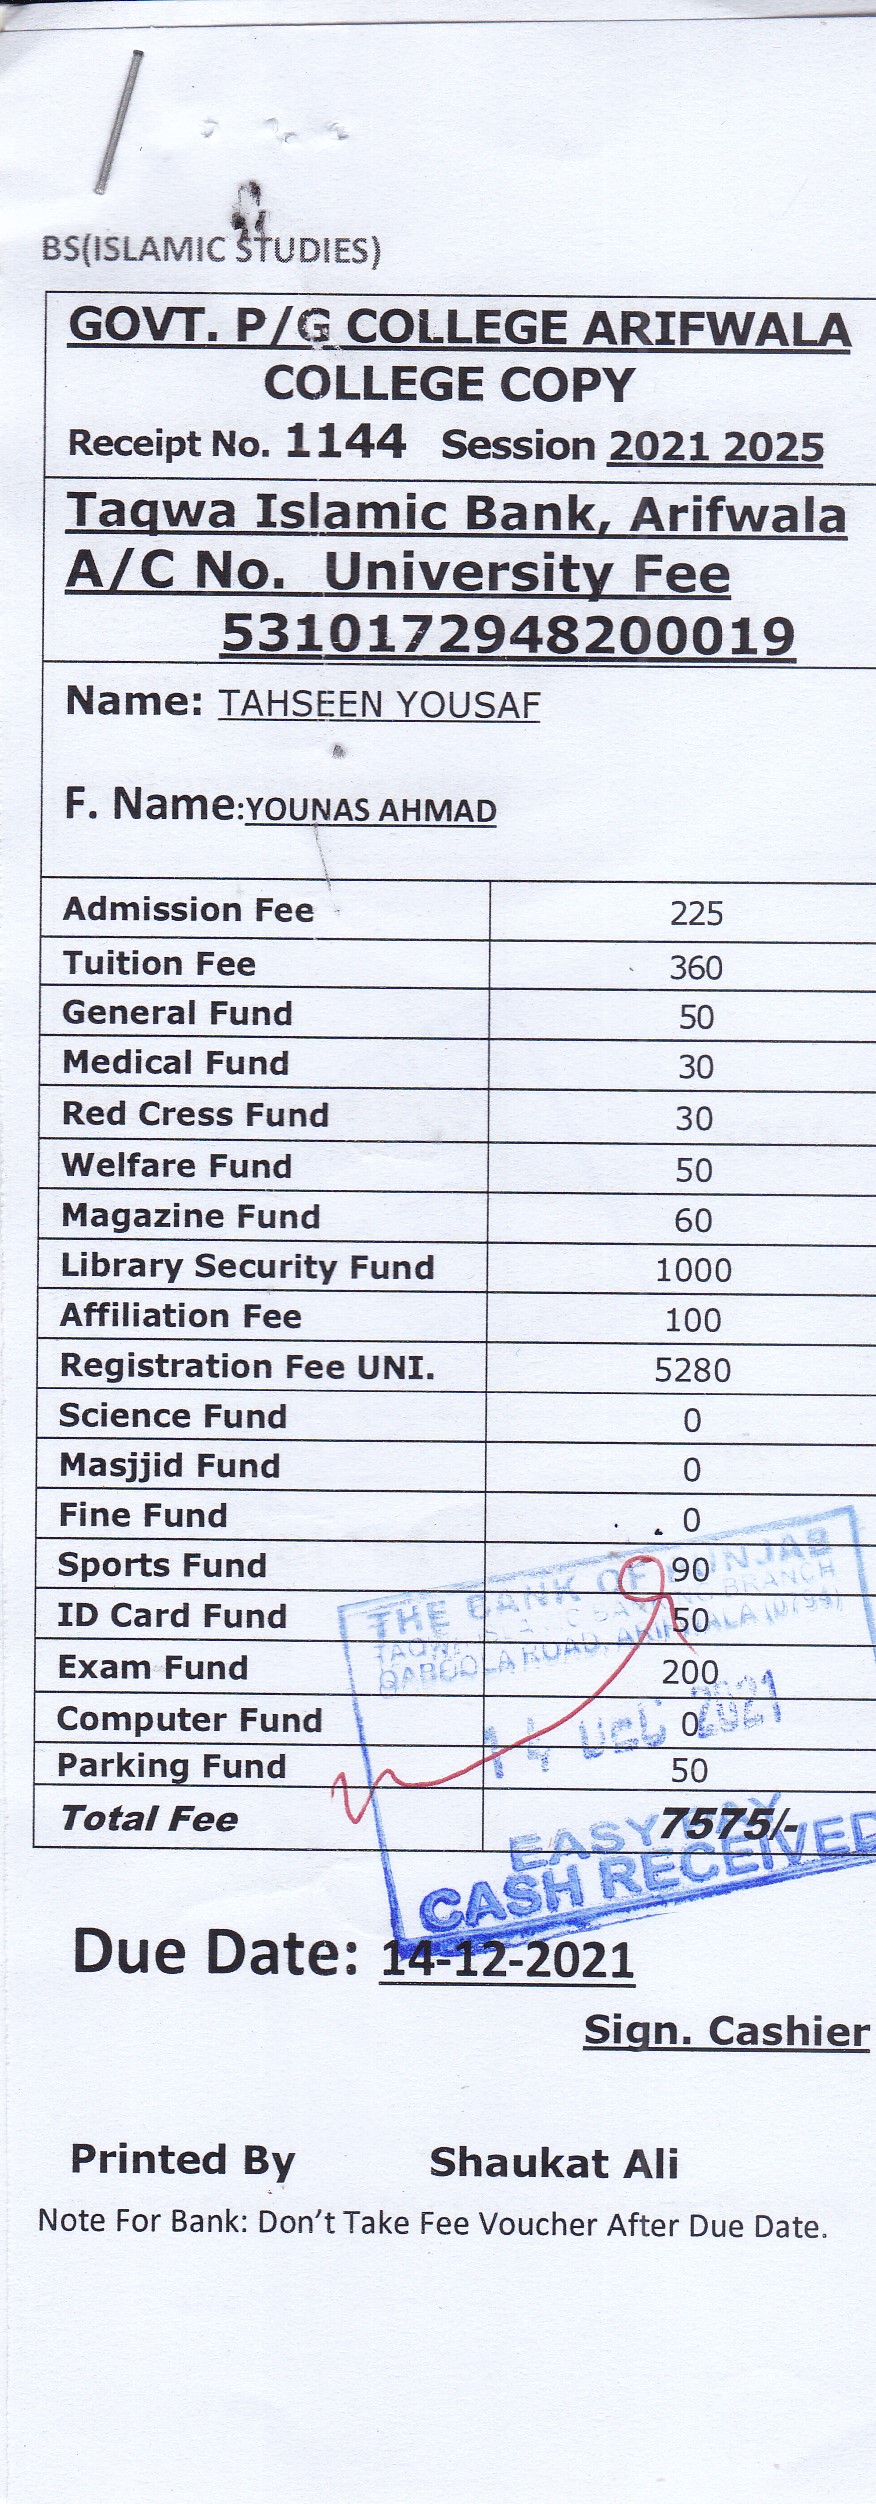 BS(ISLAMIC STUDIES)
GOVT. P/G COLLEGE ARIFWALA
COLLEGE COPY
Receipt No. 1144 Session 2021 2025
Taqwa Islamic Bank, Arifwala
A/C No. University Fee
5310172948200019
Name: TAHSEEN YOUSAF
F. Name:YOUNAS AHMAD
Admission Fee 225
Tuition Fee 360
General Fund 50
Medical Fund 30
Red Cress Fund 30
Welfare Fund 50
Magazine Fund 60
Library Security Fund 1000
Affiliation Fee 100
Registration Fee UNI. 5280
Science Fund 0
Masjjid Fund 0
Fine Fund 0
Sports Fund 90
ID Card Fund 50
Exam Fund 200
Computer Fund 0
Parking Fund 50
Total Fee 7575/-
THE BANK OF PUNJAB
BRANCH
QABOOLA ROAD, ARIFWALA (0794)
14 DEC 2021
EASY PAY
CASH RECEIVED
Due Date: 14-12-2021
Sign. Cashier
Printed By Shaukat Ali
Note For Bank: Don't Take Fee Voucher After Due Date.